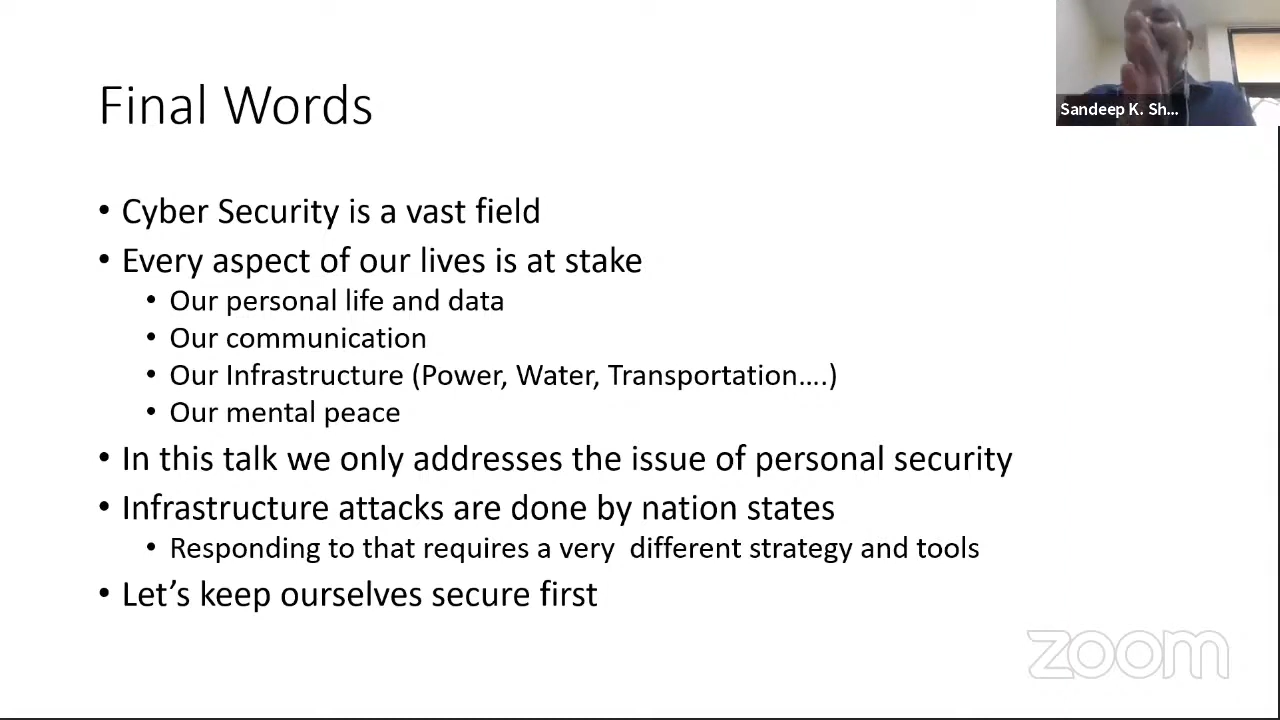 Final Words
Sandeep K. Sh...
• Cyber Security is a vast field
• Every aspect of our lives is at stake
• Our personal life and data
• Our communication
• Our Infrastructure (Power, Water, Transportation….)
• Our mental peace
• In this talk we only addresses the issue of personal security
• Infrastructure attacks are done by nation states
• Responding to that requires a very  different strategy and tools
• Let’s keep ourselves secure first
zoom